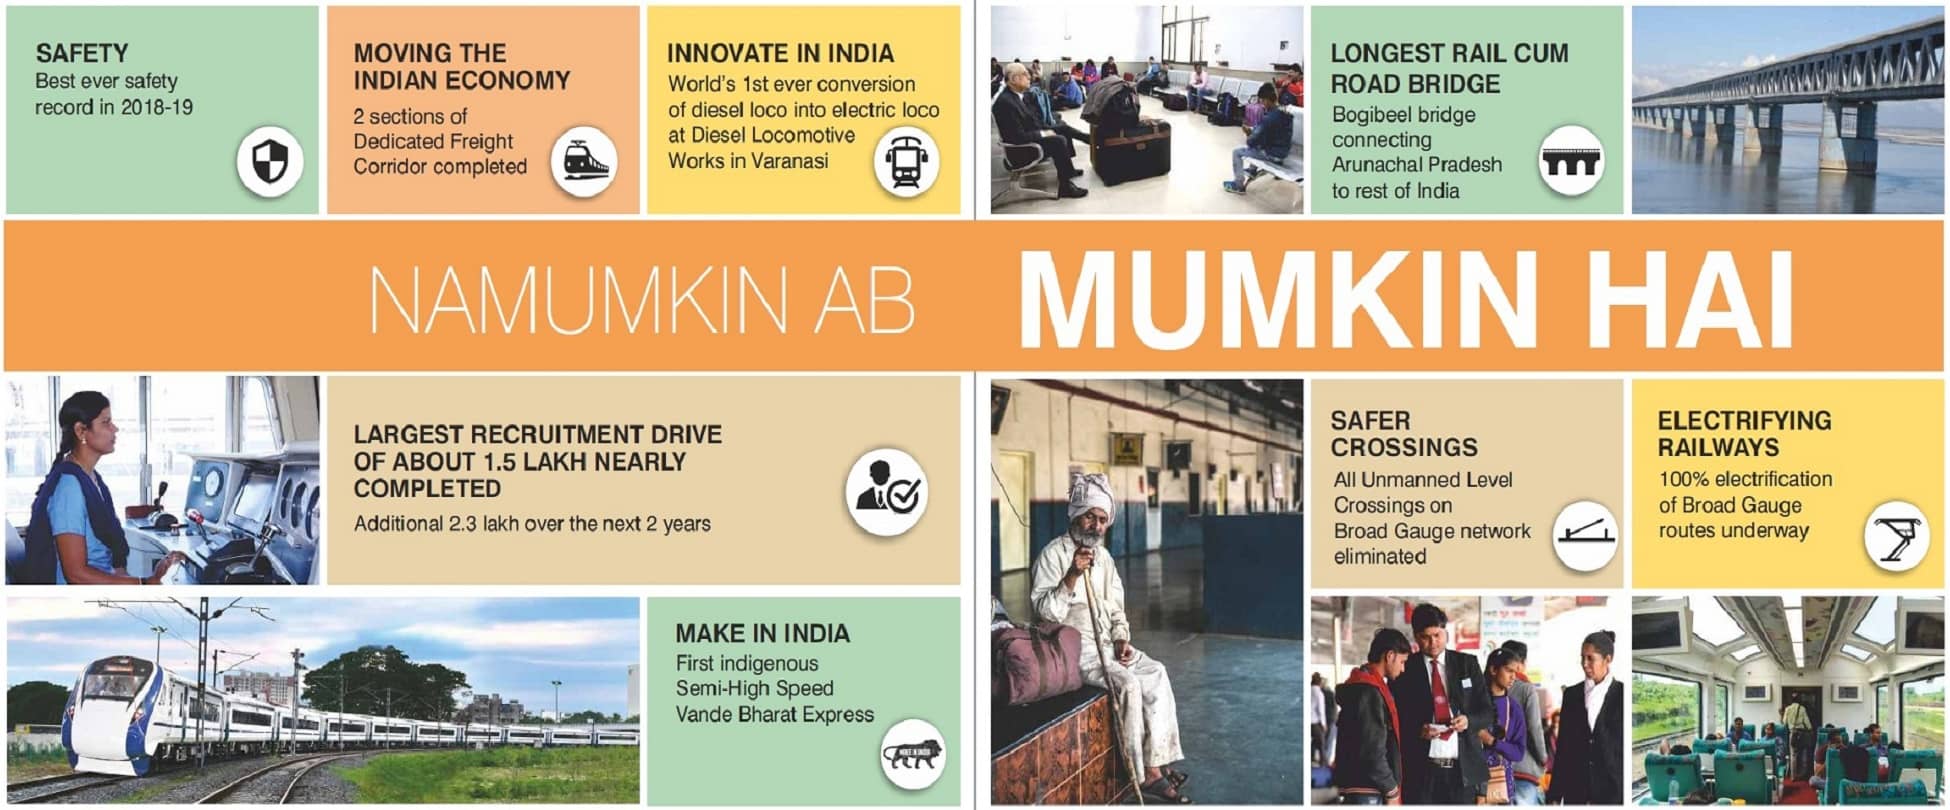 SAFETY
Best ever safety
record in 2018-19
MOVING THE
INDIAN ECONOMY
2 sections of
Dedicated Freight
Corridor completed
INNOVATE IN INDIA
World's 1st ever conversion
of diesel loco into electric loco
at Diesel Locomotive
Works in Varanasi
LONGEST RAIL CUM
ROAD BRIDGE
Bogibeel bridge
connecting
Arunachal Pradesh
to rest of India
NAMUMKIN AB MUMKIN HAI
LARGEST RECRUITMENT DRIVE
OF ABOUT 1.5 LAKH NEARLY
COMPLETED
Additional 2.3 lakh over the next 2 years
SAFER
CROSSINGS
All Unmanned Level
Crossings on
Broad Gauge network
eliminated
ELECTRIFYING
RAILWAYS
100% electrification
of Broad Gauge
routes underway
MAKE IN INDIA
First indigenous
Semi-High Speed
Vande Bharat Express
MAKE IN INDIA